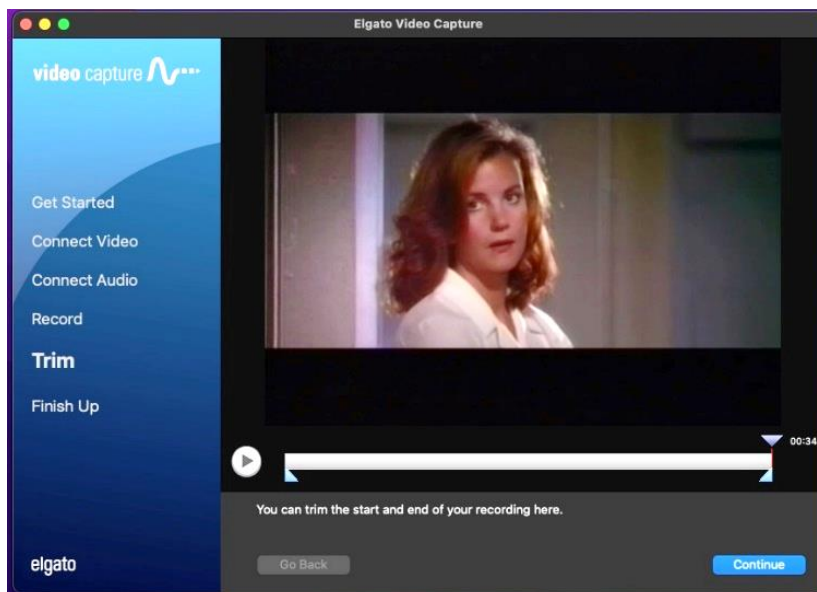 Elgato Video Capture
video capture
Get Started
Connect Video
Connect Audio
Record
Trim
Finish Up
elgato
00:34
You can trim the start and end of your recording here.
Go Back
Continue